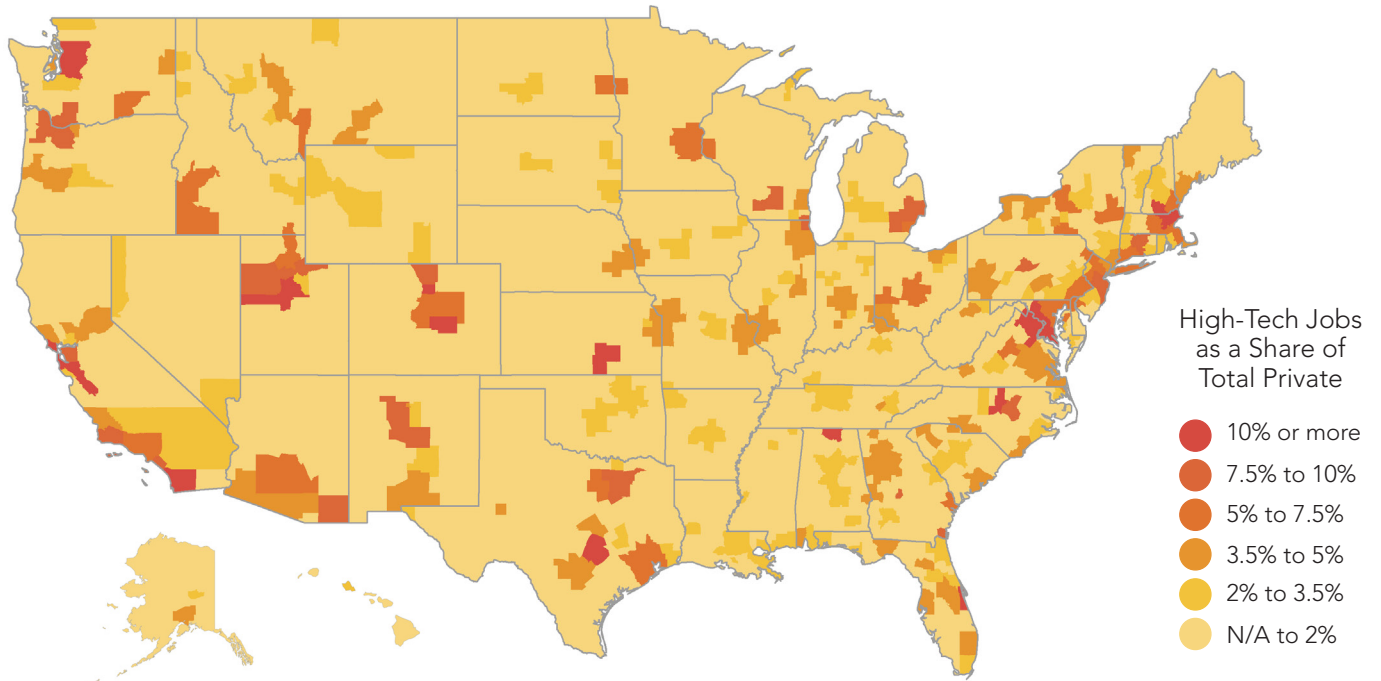 High-Tech Jobs
as a Share of
Total Private
10% or more
7.5% to 10%
5% to 7.5%
3.5% to 5%
2% to 3.5%
N/A to 2%